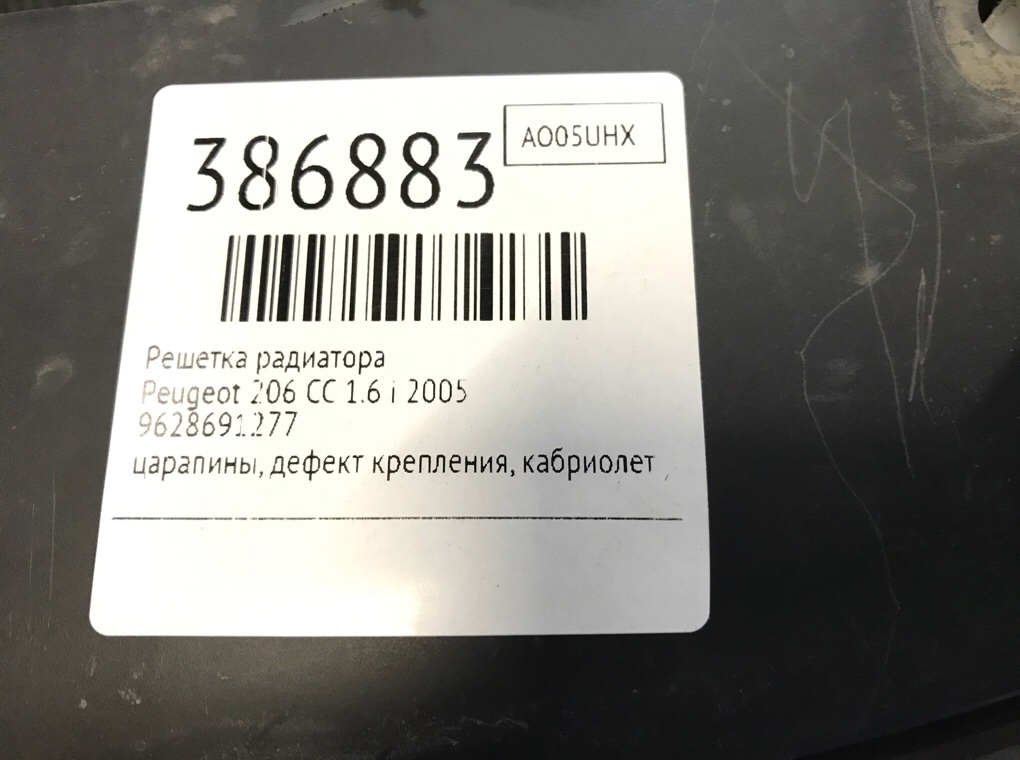 386883
AO05UHX
Решетка радиатора
Peugeot 206 CC 1.6 i 2005
9628691277
царапины, дефект крепления, кабриолет